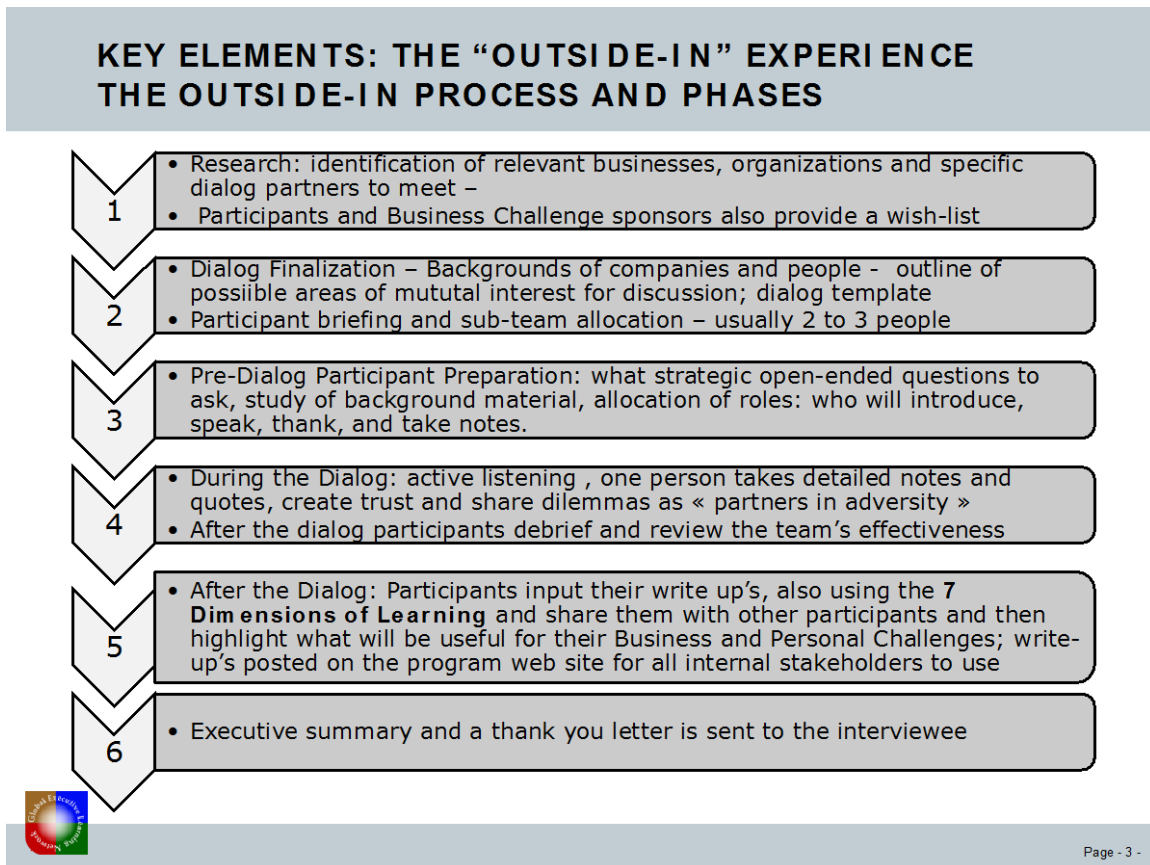 KEY ELEMENTS: THE “OUTSIDE-IN” EXPERIENCE
THE OUTSIDE-IN PROCESS AND PHASES
1
• Research: identification of relevant businesses, organizations and specific
dialog partners to meet –
• Participants and Business Challenge sponsors also provide a wish-list
2
• Dialog Finalization – Backgrounds of companies and people - outline of
possiible areas of mututal interest for discussion; dialog template
• Participant briefing and sub-team allocation – usually 2 to 3 people
3
• Pre-Dialog Participant Preparation: what strategic open-ended questions to
ask, study of background material, allocation of roles: who will introduce,
speak, thank, and take notes.
4
• During the Dialog: active listening , one person takes detailed notes and
quotes, create trust and share dilemmas as « partners in adversity »
• After the dialog participants debrief and review the team’s effectiveness
5
• After the Dialog: Participants input their write up’s, also using the 7
Dimensions of Learning and share them with other participants and then
highlight what will be useful for their Business and Personal Challenges; write-
up’s posted on the program web site for all internal stakeholders to use
6
• Executive summary and a thank you letter is sent to the interviewee
Global Executive Learning Network
Page - 3 -